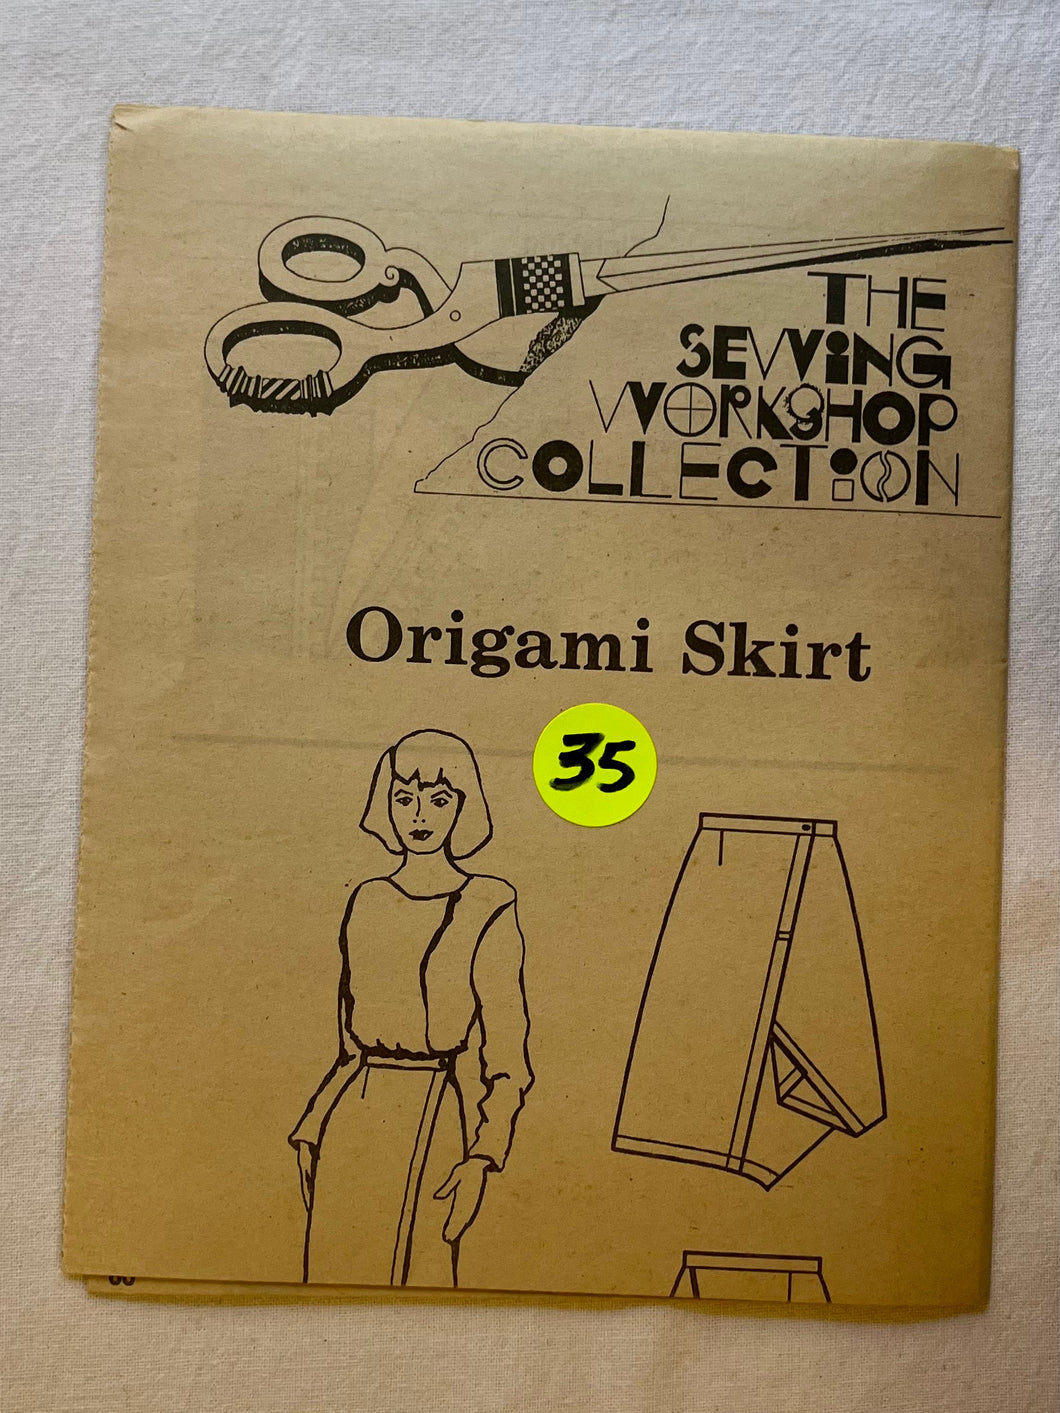 THE
SEWING
WORKSHOP
COLLECTION
Origami Skirt
35